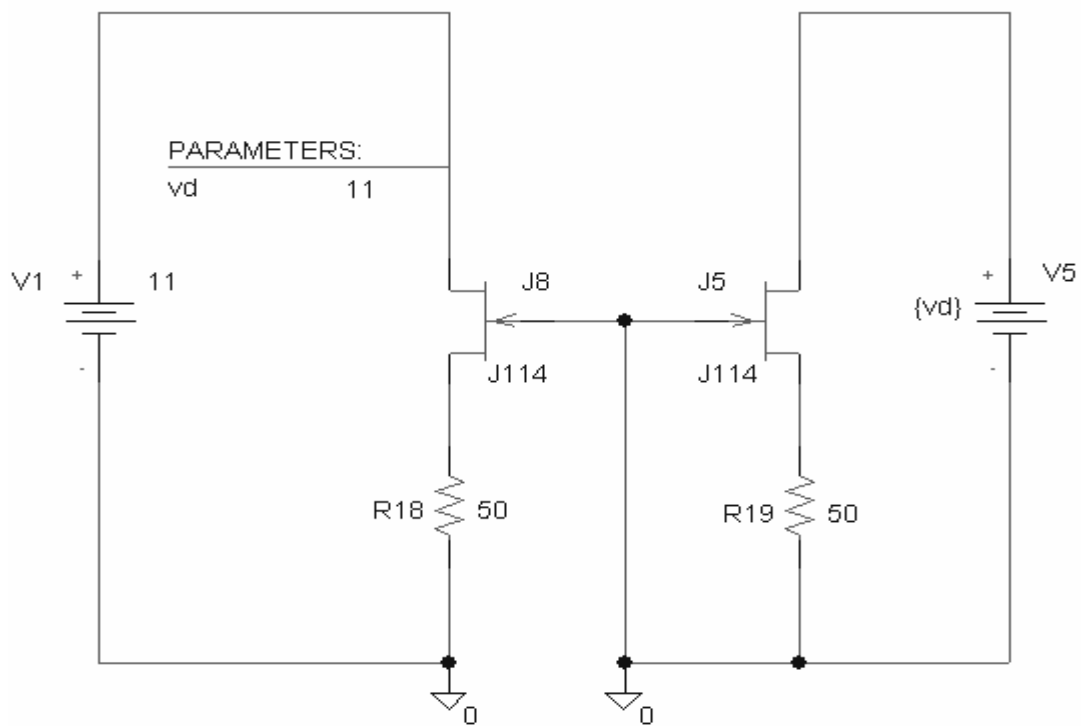 PARAMETERS:
vd 11
V1 + 11 -
J8
J114
J5
J114
+ V5
{vd}
-
R18 50
R19 50
0
0